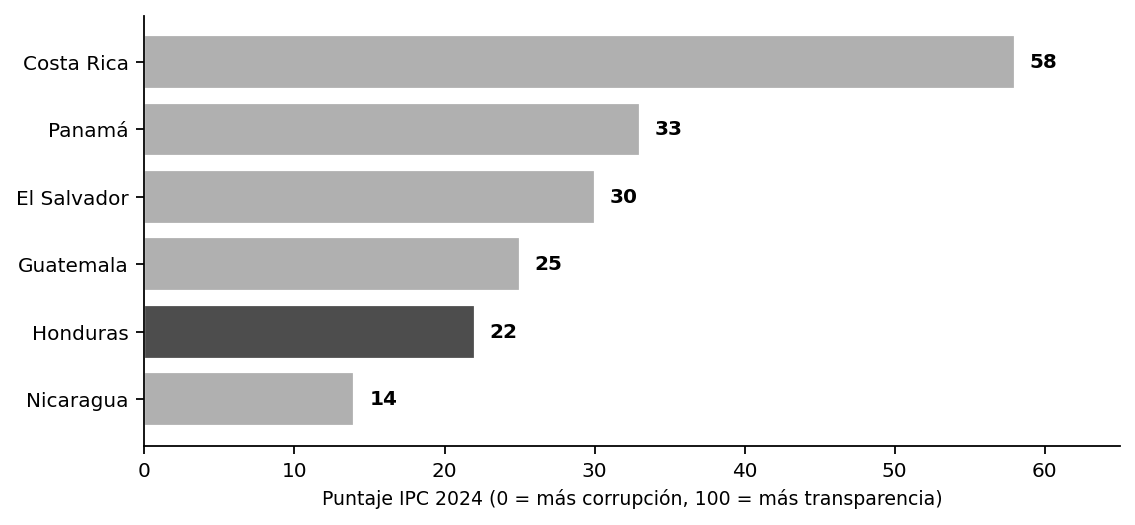 Costa Rica 58
Panamá 33
El Salvador 30
Guatemala 25
Honduras 22
Nicaragua 14
0 10 20 30 40 50 60
Puntaje IPC 2024 (0 = más corrupción, 100 = más transparencia)